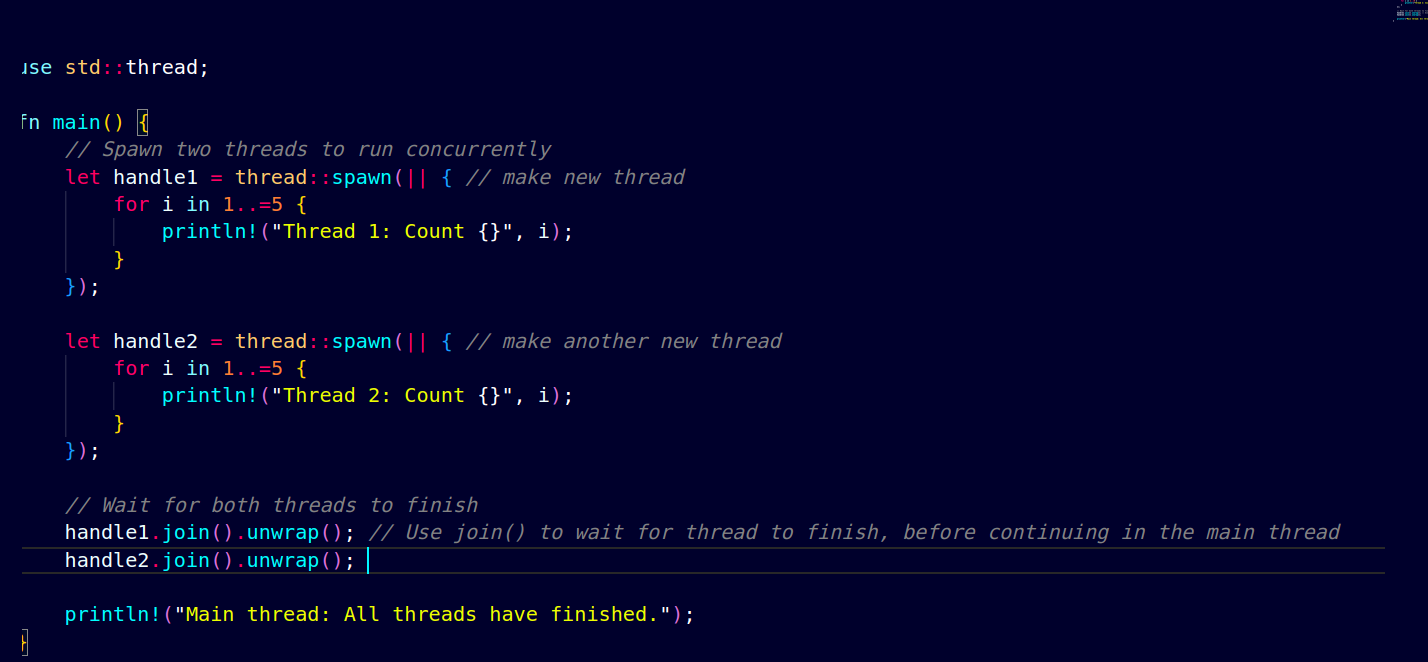 use std::thread;
fn main() {
// Spawn two threads to run concurrently
let handle1 = thread::spawn(|| { // make new thread
for i in 1..=5 {
println!("Thread 1: Count {}", i);
}
});
let handle2 = thread::spawn(|| { // make another new thread
for i in 1..=5 {
println!("Thread 2: Count {}", i);
}
});
// Wait for both threads to finish
handle1.join().unwrap(); // Use join() to wait for thread to finish, before continuing in the main thread
handle2.join().unwrap();
println!("Main thread: All threads have finished.");
}